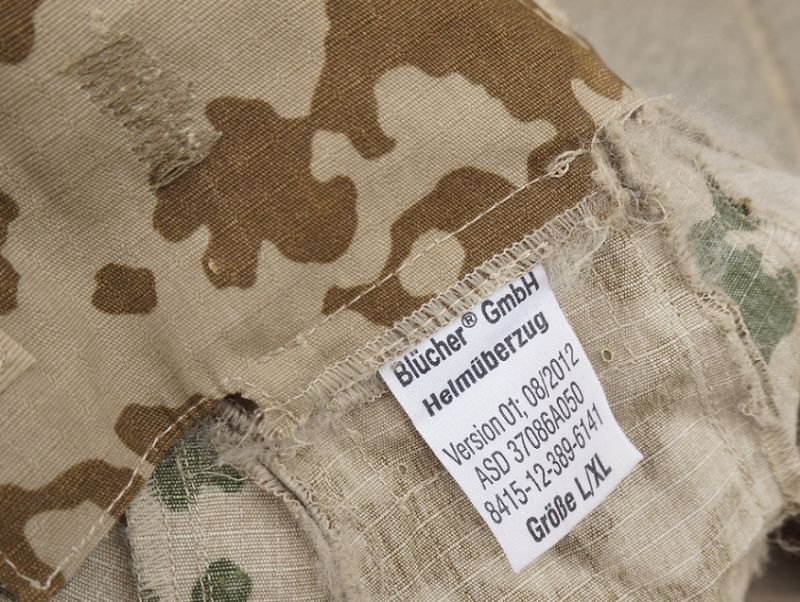 Blücher® GmbH
Helmüberzug
Version 01; 08/2012
ASD 37086A050
8415-12-389-6141
Größe L/XL